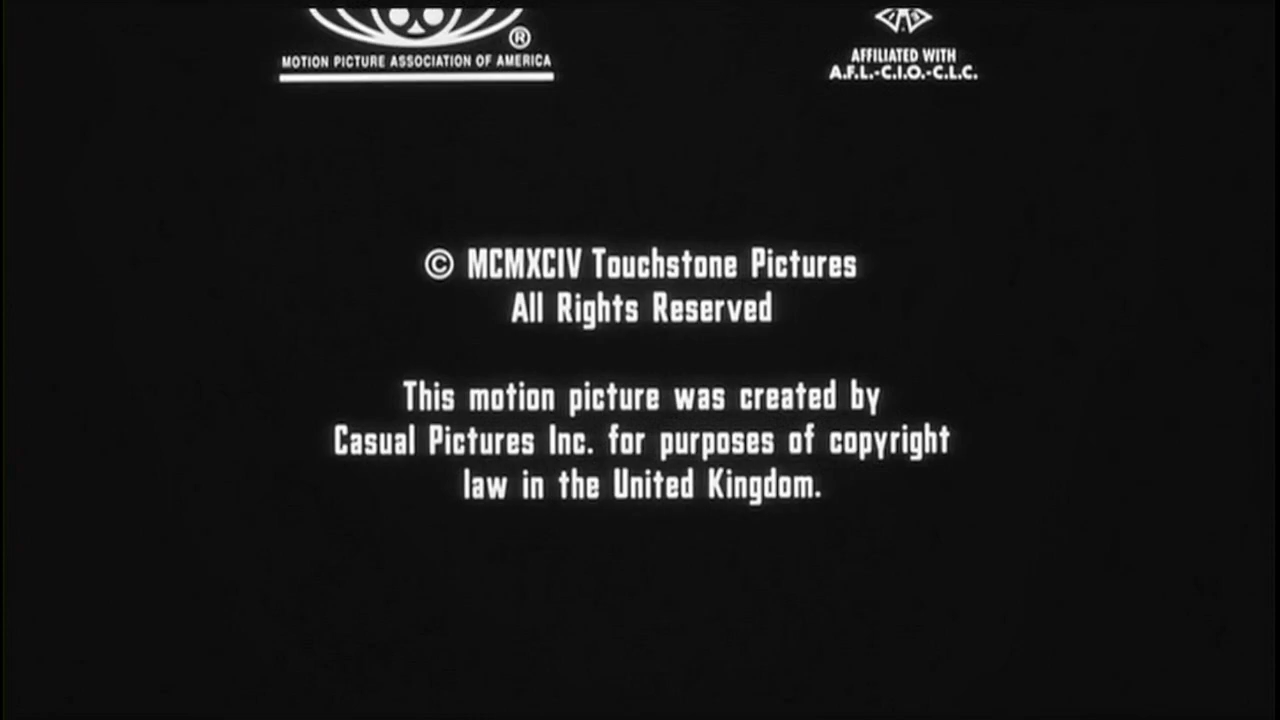 ®
MOTION PICTURE ASSOCIATION OF AMERICA
AFFILIATED WITH
A.F.L.-C.I.O.-C.L.C.
© MCMXCIV Touchstone Pictures
All Rights Reserved
This motion picture was created by
Casual Pictures Inc. for purposes of copyright
law in the United Kingdom.